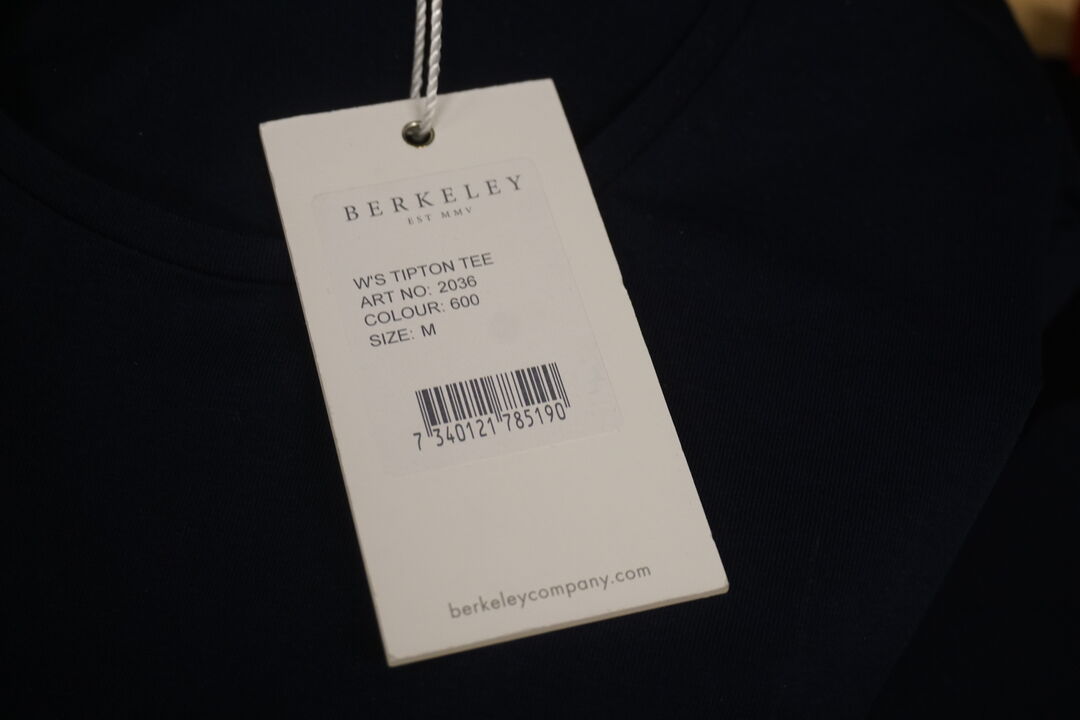 BERKELEY
EST MMV
W'S TIPTON TEE
ART NO: 2036
COLOUR: 600
SIZE: M
7 340121 785190
berkeleycompany.com